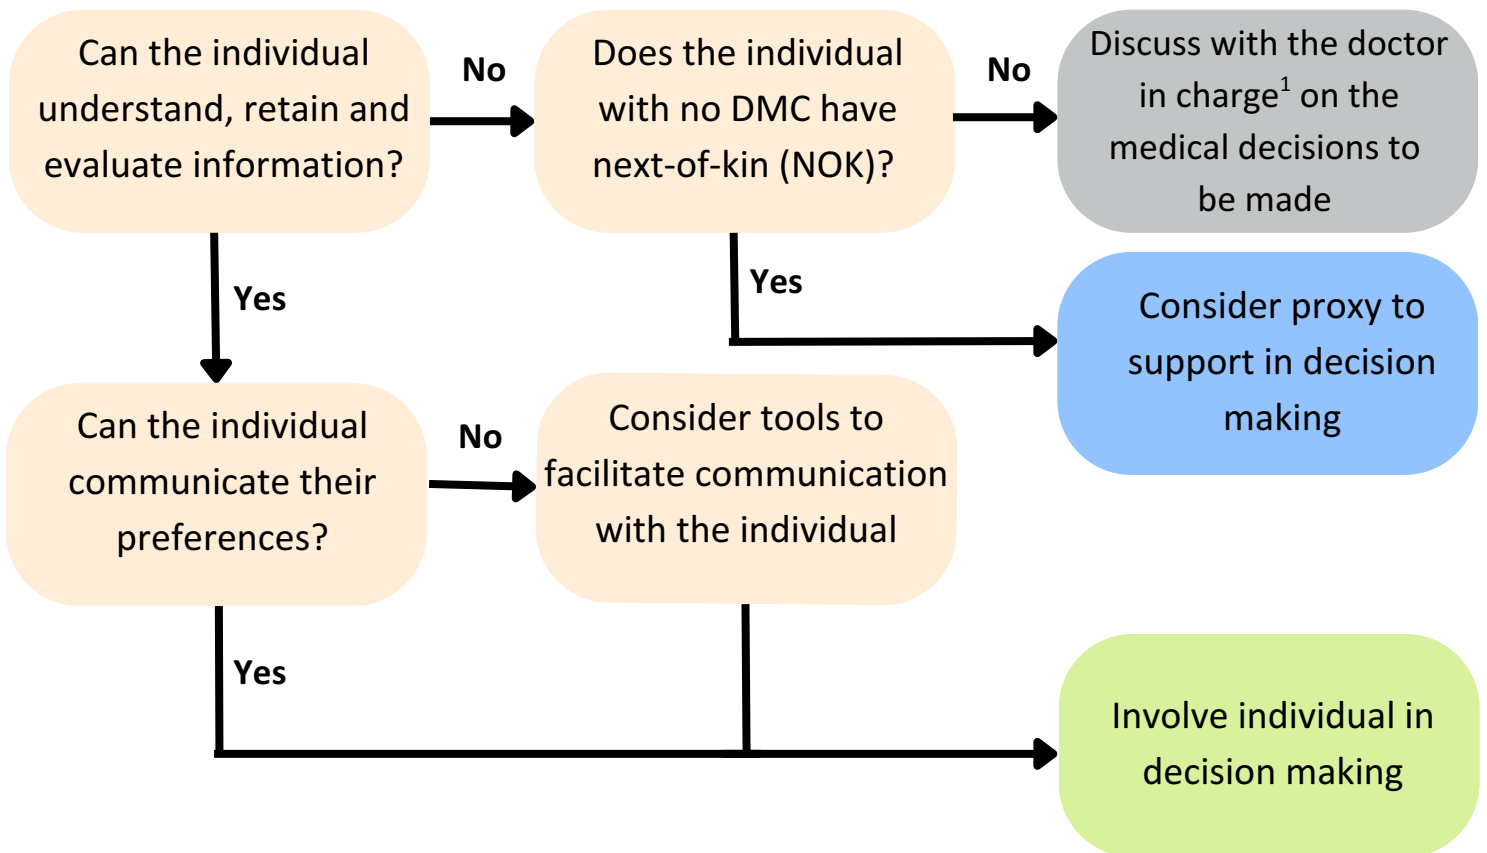 Can the individual
understand, retain and
evaluate information?
No
Does the individual
with no DMC have
next-of-kin (NOK)?
No
Discuss with the doctor
in charge¹ on the
medical decisions to
be made
Yes
Yes
Consider proxy to
support in decision
making
Can the individual
communicate their
preferences?
No
Consider tools to
facilitate communication
with the individual
Yes
Involve individual in
decision making